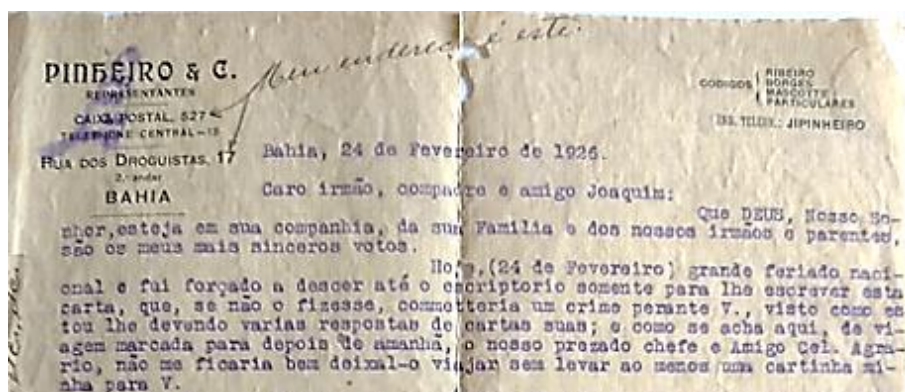 Meu endereço é este.
PINHEIRO & C.
REPRESENTANTES
CAIXA POSTAL, 527
TELEPHONE CENTRAL-15
RUA DOS DROGUISTAS, 17
2.º andar
BAHIA
CODIGOS
RIBEIRO
BORGES
MASCOTTE
PARTICULARES
END. TELEGR.: JIPINHEIRO
Bahia, 24 de Fevereiro de 1926.
Caro irmão, compadre e amigo Joaquim:
Que DEUS, Nosso Se-
nhor,esteja em sua companhia, da sua Familia e dos nossos irmãos e parentes,
são os meus mais sinceros votos.
Hoje,(24 de Fevereiro) grande feriado naci-
onal e fui forçado a descer até o escriptorio somente para lhe escrever esta
carta, que, se não o fizesse, commetteria um crime perante V., visto como es
tou lhe devendo varias respostas de cartas suas; e como se acha aqui, de vi-
agem marcada para depois de amanhã, o nosso prezado chefe e Amigo Cel. Agra-
rio, não me ficaria bem deixal-o viajar sem levar ao menos uma cartinha mi-
nha para V.